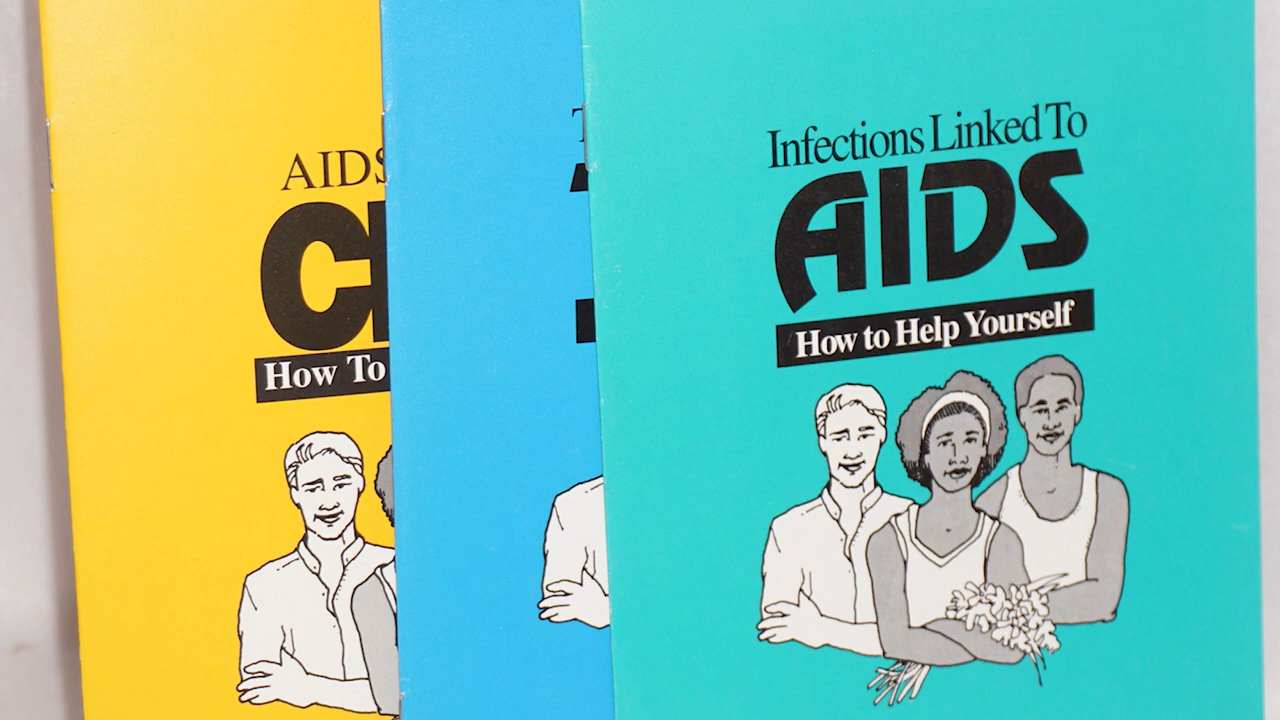 AIDS
How To
Infections Linked To
AIDS
How to Help Yourself